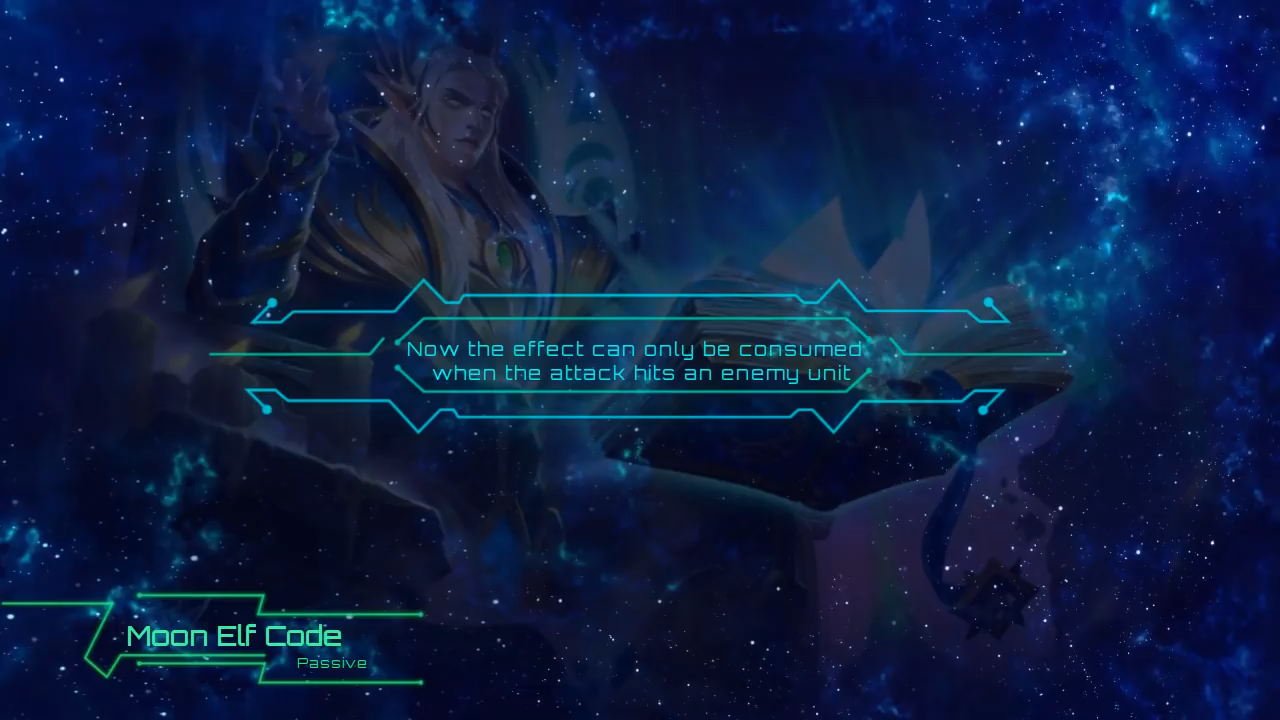 Now the effect can only be consumed
when the attack hits an enemy unit
Moon Elf Code
Passive